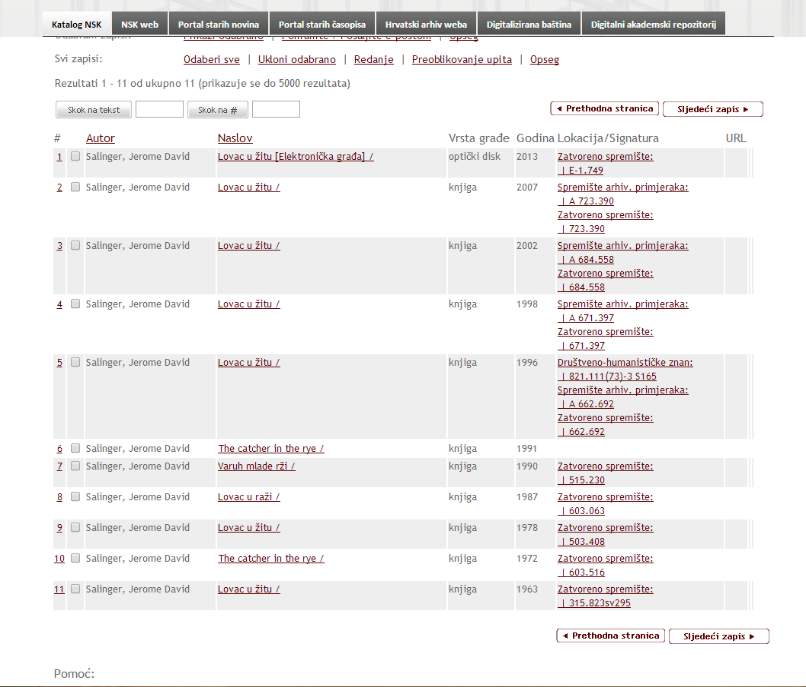 Katalog NSK NSK web Portal starih novina Portal starih časopisa Hrvatski arhiv weba Digitalizirana baština Digitalni akademski repozitorij
Svi zapisi: Odaberi sve | Ukloni odabrano | Redanje | Preoblikovanje upita | Opseg
Rezultati 1 - 11 od ukupno 11 (prikazuje se do 5000 rezultata)
Skok na tekst Skok na # Prethodna stranica Sljedeći zapis
# Autor Naslov Vrsta građe Godina Lokacija/Signatura URL
1 Salinger, Jerome David Lovac u žitu [Elektronička građa] / optički disk 2013 Zatvoreno spremište:
| E-1.749
2 Salinger, Jerome David Lovac u žitu / knjiga 2007 Spremište arhiv. primjeraka:
| A 723.390
Zatvoreno spremište:
| 723.390
3 Salinger, Jerome David Lovac u žitu / knjiga 2002 Spremište arhiv. primjeraka:
| A 684.558
Zatvoreno spremište:
| 684.558
4 Salinger, Jerome David Lovac u žitu / knjiga 1998 Spremište arhiv. primjeraka:
| A 671.397
Zatvoreno spremište:
| 671.397
5 Salinger, Jerome David Lovac u žitu / knjiga 1996 Društveno-humanističke znan:
| 821.111(73)-3 S165
Spremište arhiv. primjeraka:
| A 662.692
Zatvoreno spremište:
| 662.692
6 Salinger, Jerome David The catcher in the rye / knjiga 1991
7 Salinger, Jerome David Varuh mlade rži / knjiga 1990 Zatvoreno spremište:
| 515.230
8 Salinger, Jerome David Lovac u raži / knjiga 1987 Zatvoreno spremište:
| 603.063
9 Salinger, Jerome David Lovac u žitu / knjiga 1978 Zatvoreno spremište:
| 503.408
10 Salinger, Jerome David The catcher in the rye / knjiga 1972 Zatvoreno spremište:
| 603.516
11 Salinger, Jerome David Lovac u žitu / knjiga 1963 Zatvoreno spremište:
| 315.823sv295
Prethodna stranica Sljedeći zapis
Pomoć: